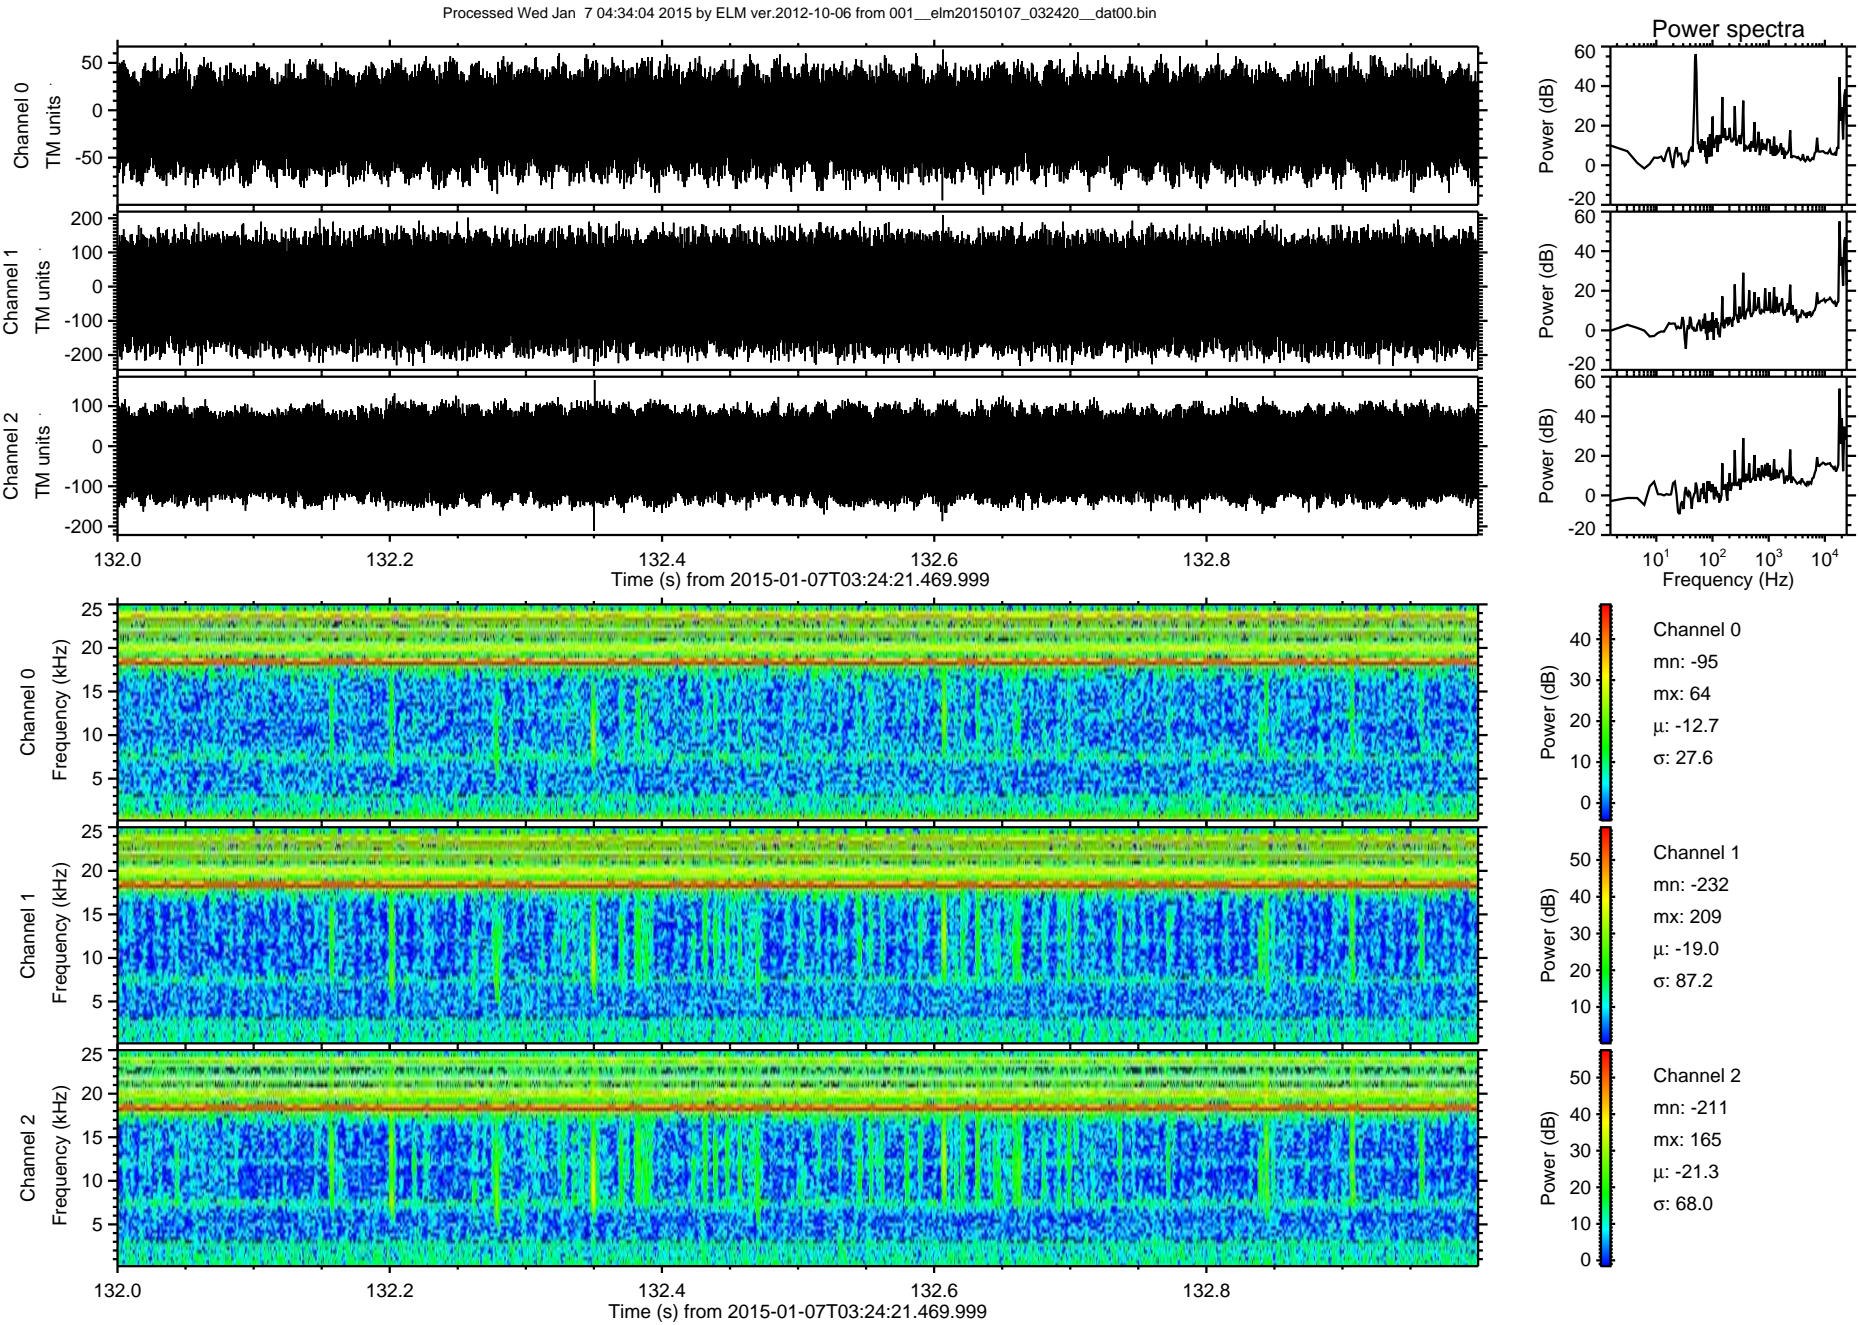 Processed Wed Jan  7 04:34:04 2015 by ELM ver.2012-10-06 from 001__elm20150107_032420__dat00.bin
Power spectra
Channel 0
TM units
50
0
-50
Power (dB)
60
40
20
0
-20
Channel 1
TM units
200
100
0
-100
-200
Power (dB)
60
40
20
0
-20
Channel 2
TM units
100
0
-100
-200
Power (dB)
60
40
20
0
-20
132.0 132.2 132.4 132.6 132.8
Time (s) from 2015-01-07T03:24:21.469.999
10¹ 10² 10³ 10⁴
Frequency (Hz)
Channel 0
Frequency (kHz)
25
20
15
10
5
Power (dB)
40
30
20
10
0
Channel 0
mn: -95
mx: 64
μ: -12.7
σ: 27.6
Channel 1
Frequency (kHz)
25
20
15
10
5
Power (dB)
50
40
30
20
10
Channel 1
mn: -232
mx: 209
μ: -19.0
σ: 87.2
Channel 2
Frequency (kHz)
25
20
15
10
5
Power (dB)
50
40
30
20
10
0
Channel 2
mn: -211
mx: 165
μ: -21.3
σ: 68.0
132.0 132.2 132.4 132.6 132.8
Time (s) from 2015-01-07T03:24:21.469.999